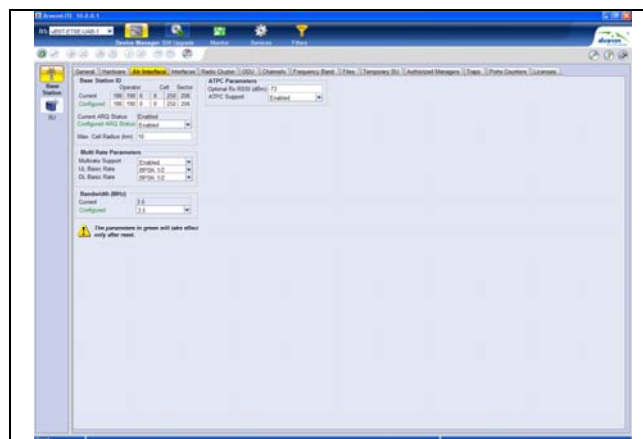 BreezeLITE 10.0.0.1
BS
Device Manager SW Upgrade Monitor Services Filters
alvarion
Base Station
SU
General Hardware Air Interface Interfaces Radio Cluster ODU Channels Frequency Band Files Temporary SU Authorized Managers Traps Ports Counters Licenses
Base Station ID
Operator Cell Sector
Current
Configured
Current ARQ Status Enabled
Configured ARQ Status Enabled
Max. Cell Radius (km)
Multi Rate Parameters
Multirate Support Enabled
UL Basic Rate BPSK 1/2
DL Basic Rate BPSK 1/2
Bandwidth (MHz)
Current 3.5
Configured 3.5
The parameters in green will take effect
only after reset.
ATPC Parameters
Optimal Rx RSSI (dBm) -73
ATPC Support Enabled